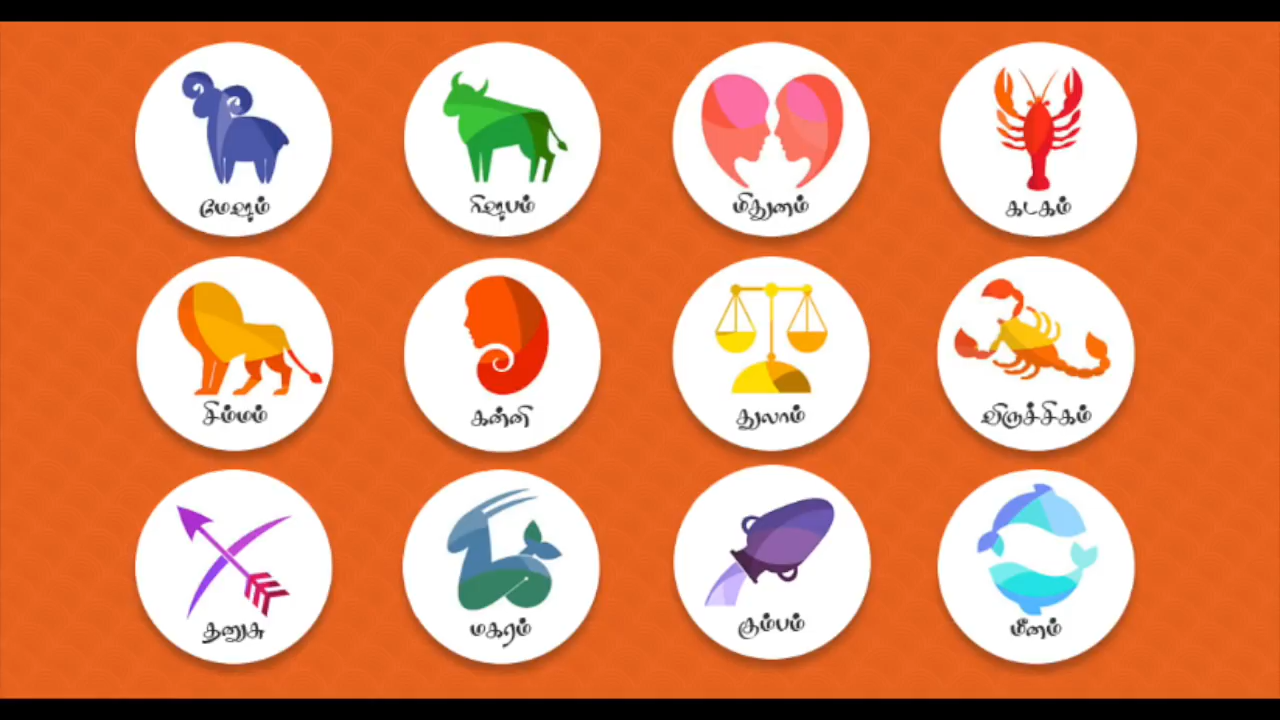 மேஷம்
ரிஷபம்
மிதுனம்
கடகம்
சிம்மம்
கன்னி
துலாம்
விருச்சிகம்
தனுசு
மகரம்
கும்பம்
மீனம்